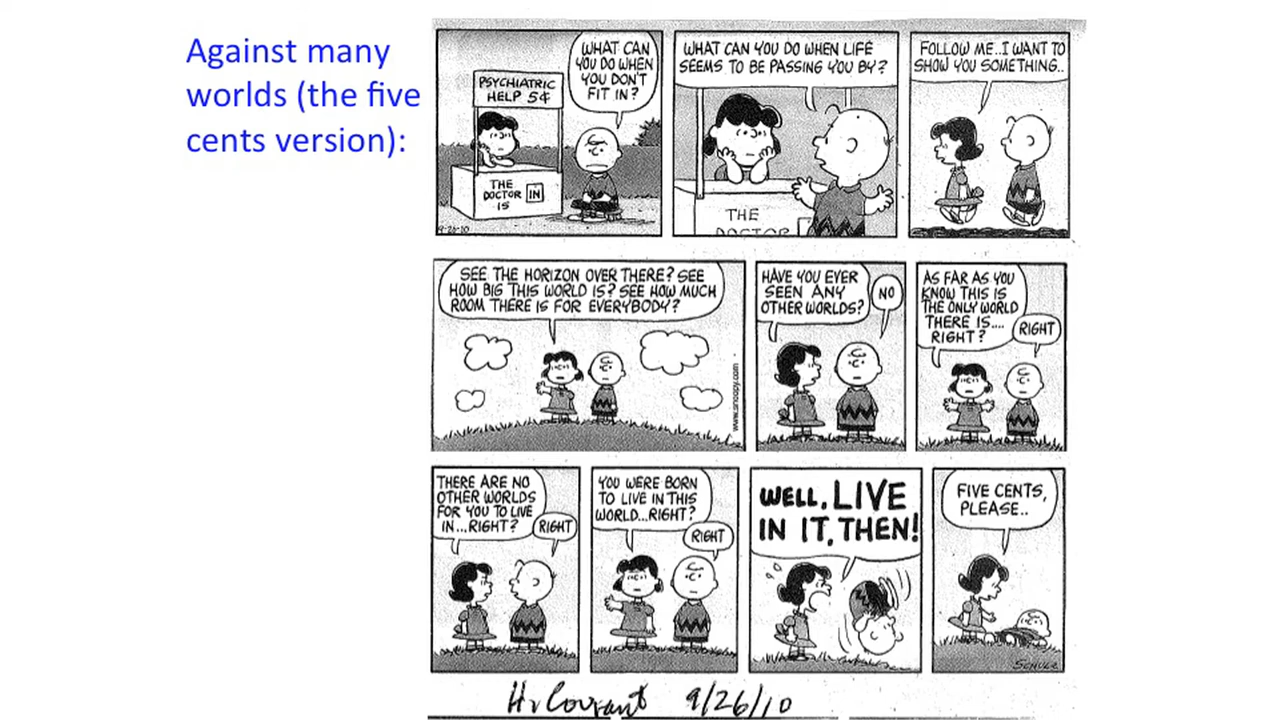 Against many
worlds (the five
cents version):
WHAT CAN
YOU DO WHEN
YOU DON'T
FIT IN?
PSYCHIATRIC
HELP 5¢
THE
DOCTOR
IS
IN
WHAT CAN YOU DO WHEN LIFE
SEEMS TO BE PASSING YOU BY?
THE
DOCTOR
FOLLOW ME..I WANT TO
SHOW YOU SOMETHING..
SEE THE HORIZON OVER THERE? SEE
HOW BIG THIS WORLD IS? SEE HOW MUCH
ROOM THERE IS FOR EVERYBODY?
www.snoopy.com
HAVE YOU EVER
SEEN ANY
OTHER WORLDS?
NO
AS FAR AS YOU
KNOW THIS IS
THE ONLY WORLD
THERE IS....
RIGHT?
RIGHT
THERE ARE NO
OTHER WORLDS
FOR YOU TO LIVE
IN...RIGHT?
RIGHT
YOU WERE BORN
TO LIVE IN THIS
WORLD...RIGHT?
RIGHT
WELL, LIVE
IN IT, THEN!
FIVE CENTS,
PLEASE..
SCHULZ
Courant 9/26/10